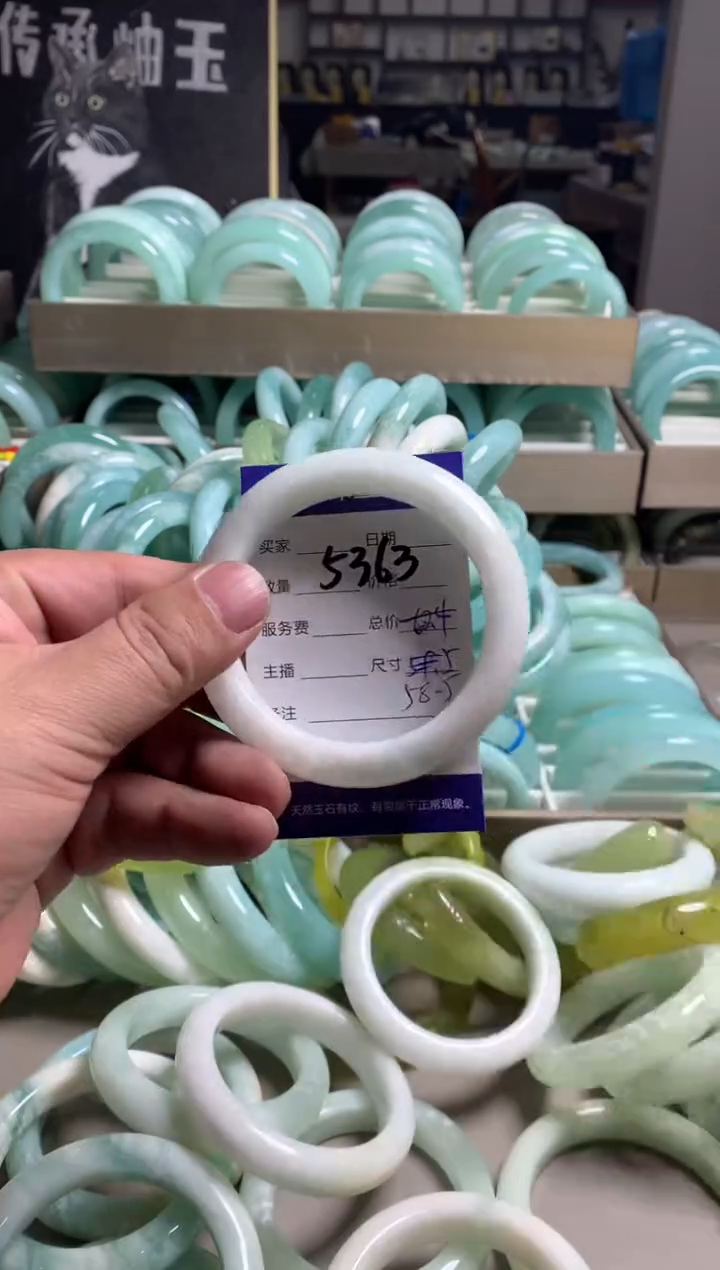 传承岫玉
买家 日期
5363
数量 价格
服务费 总价
主播 尺寸
58.5
备注
天然玉石有纹，有常属于正常现象。